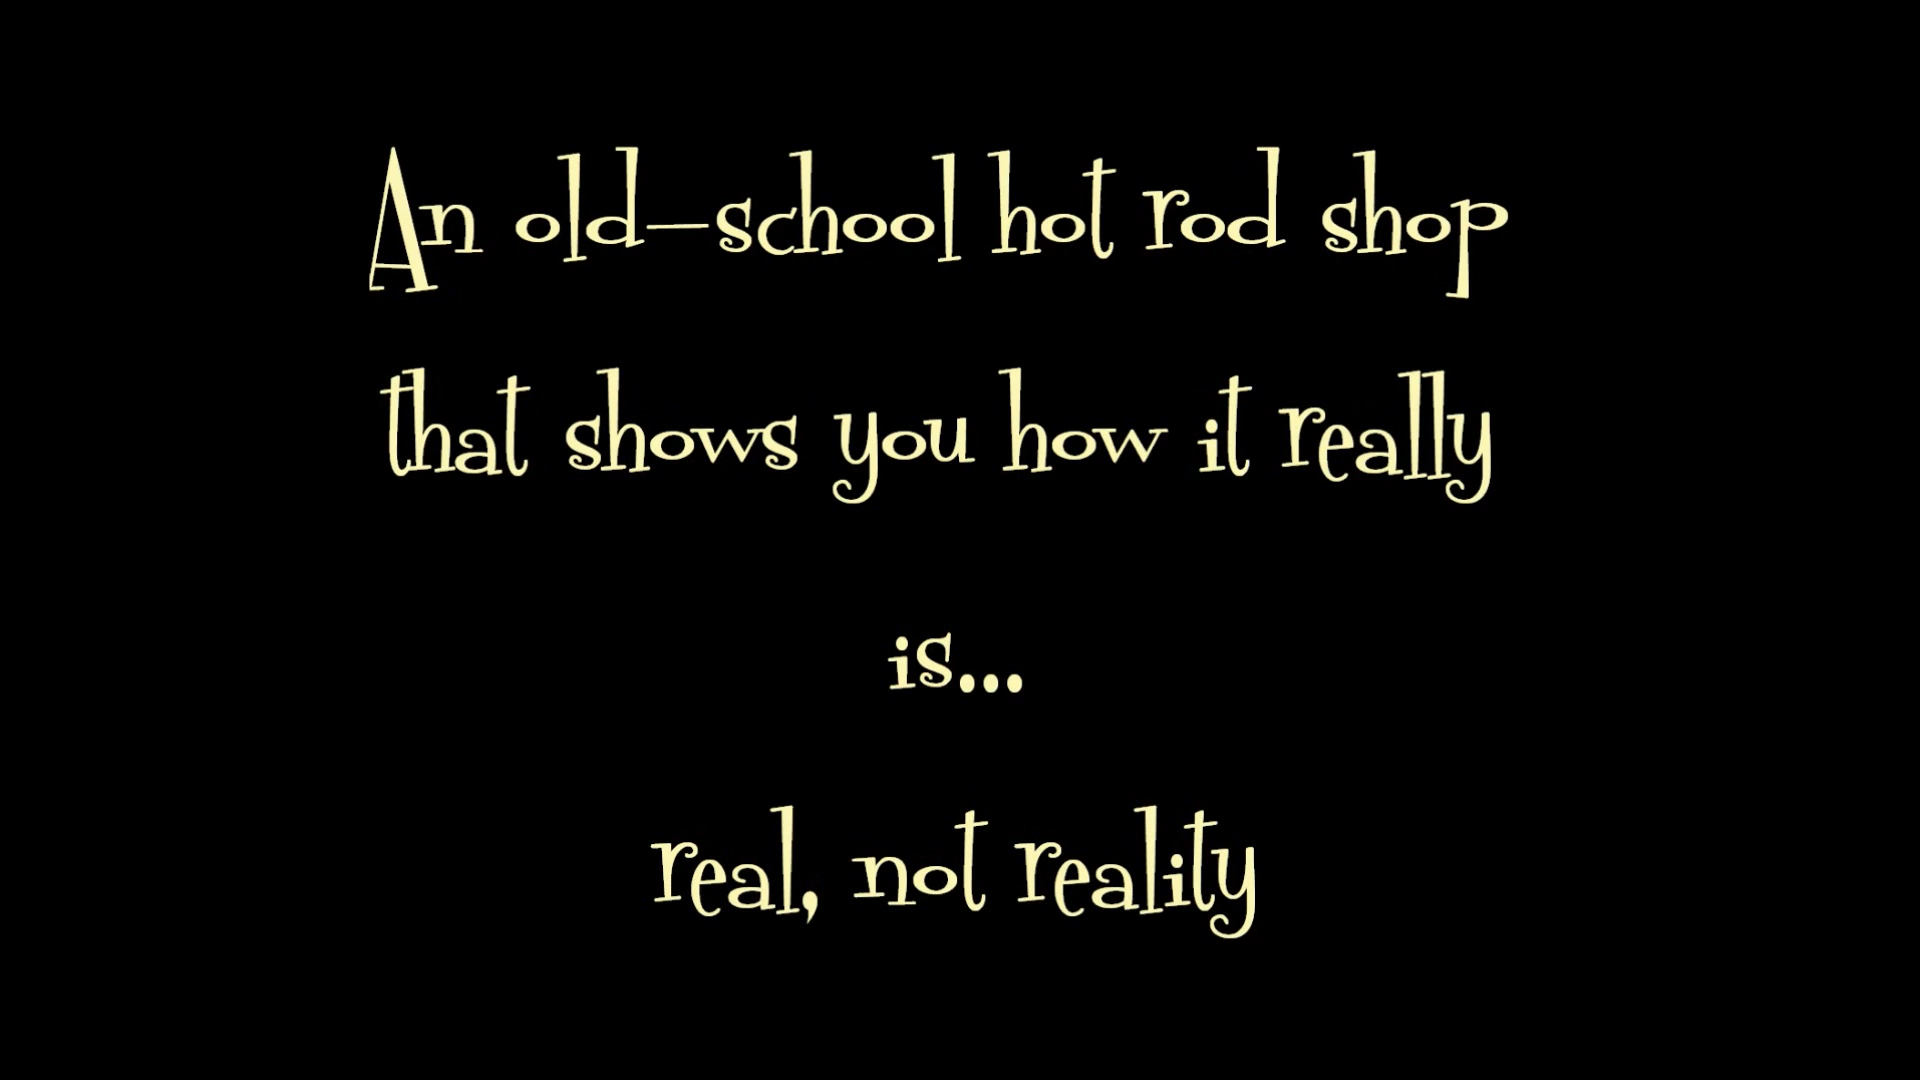 An old-school hot rod shop
that shows you how it really
is...
real, not reality